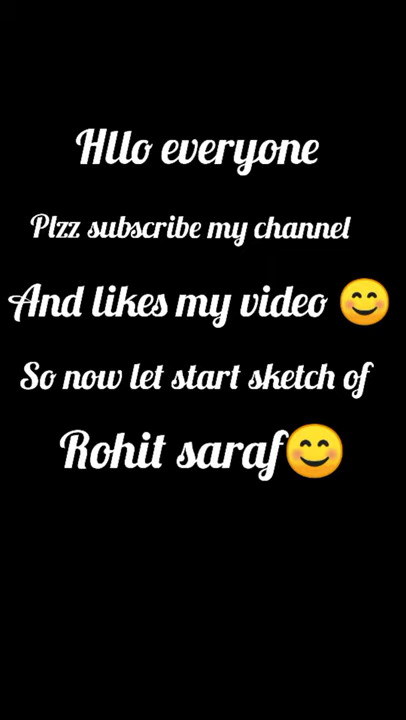 Hllo everyone
Plzz subscribe my channel
And likes my video 😊
So now let start sketch of
Rohit saraf😊